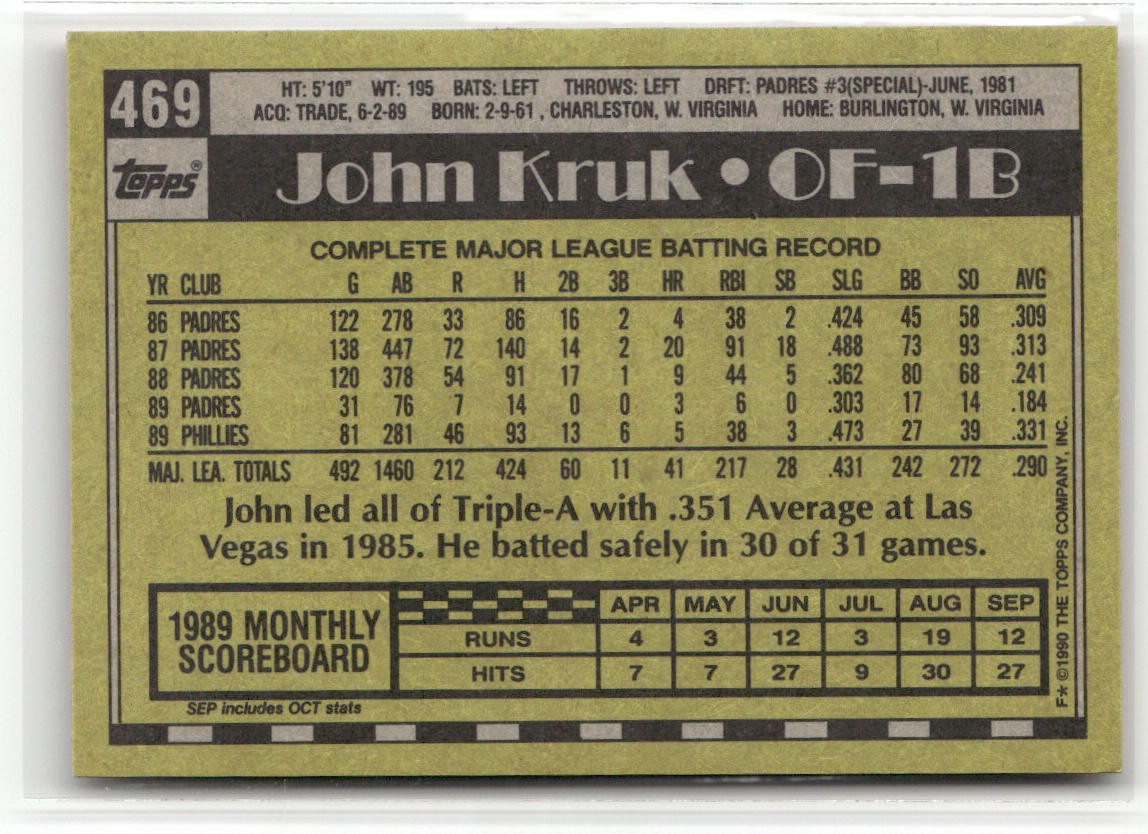 469
HT: 5'10" WT: 195 BATS: LEFT THROWS: LEFT DRFT: PADRES #3(SPECIAL)-JUNE, 1981
ACQ: TRADE, 6-2-89 BORN: 2-9-61 , CHARLESTON, W. VIRGINIA HOME: BURLINGTON, W. VIRGINIA
Topps®
John Kruk • OF-1B
COMPLETE MAJOR LEAGUE BATTING RECORD
YR CLUB G AB R H 2B 3B HR RBI SB SLG BB SO AVG
86 PADRES 122 278 33 86 16 2 4 38 2 .424 45 58 .309
87 PADRES 138 447 72 140 14 2 20 91 18 .488 73 93 .313
88 PADRES 120 378 54 91 17 1 9 44 5 .362 80 68 .241
89 PADRES 31 76 7 14 0 0 3 6 0 .303 17 14 .184
89 PHILLIES 81 281 46 93 13 6 5 38 3 .473 27 39 .331
MAJ. LEA. TOTALS 492 1460 212 424 60 11 41 217 28 .431 242 272 .290
John led all of Triple-A with .351 Average at Las
Vegas in 1985. He batted safely in 30 of 31 games.
1989 MONTHLY
SCOREBOARD
APR MAY JUN JUL AUG SEP
RUNS 4 3 12 3 19 12
HITS 7 7 27 9 30 27
SEP includes OCT stats
F* ©1990 THE TOPPS COMPANY, INC.